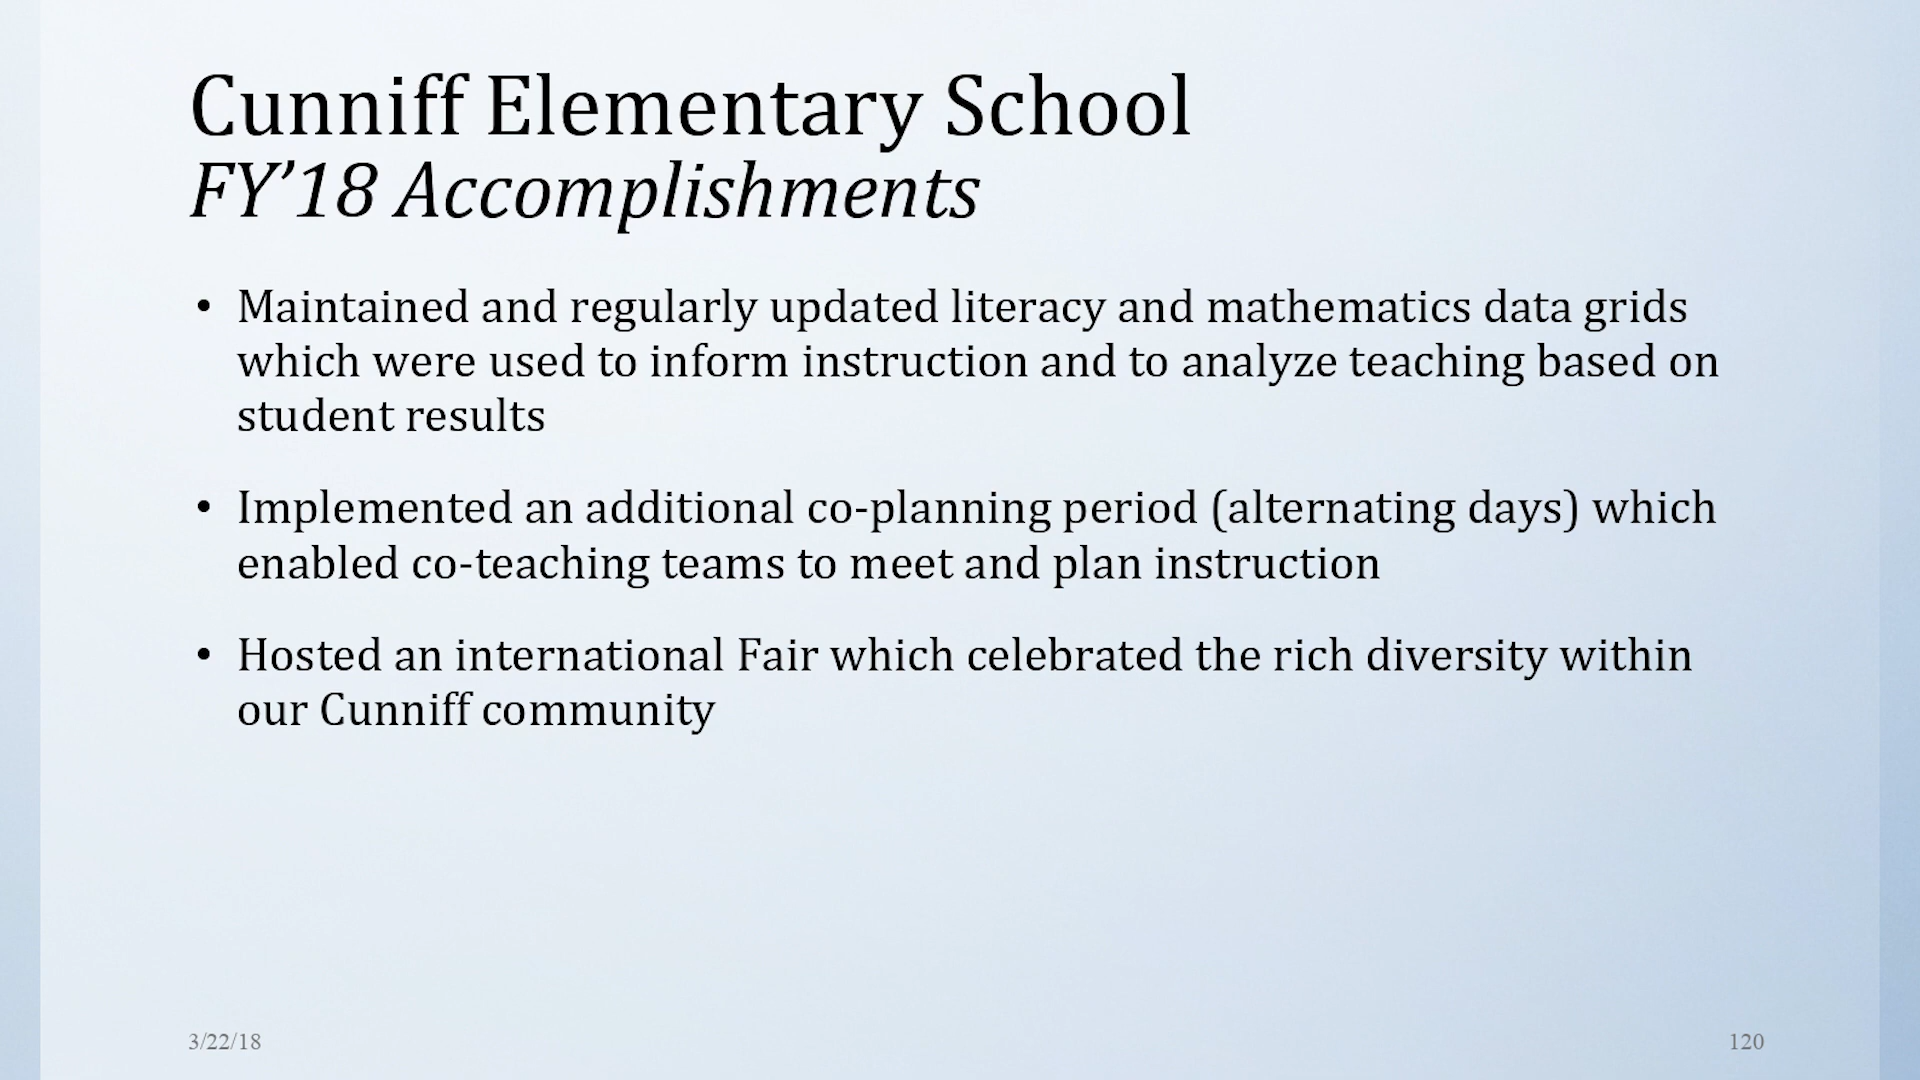 Cunniff Elementary School
FY’18 Accomplishments
• Maintained and regularly updated literacy and mathematics data grids
which were used to inform instruction and to analyze teaching based on
student results
• Implemented an additional co-planning period (alternating days) which
enabled co-teaching teams to meet and plan instruction
• Hosted an international Fair which celebrated the rich diversity within
our Cunniff community
3/22/18
120